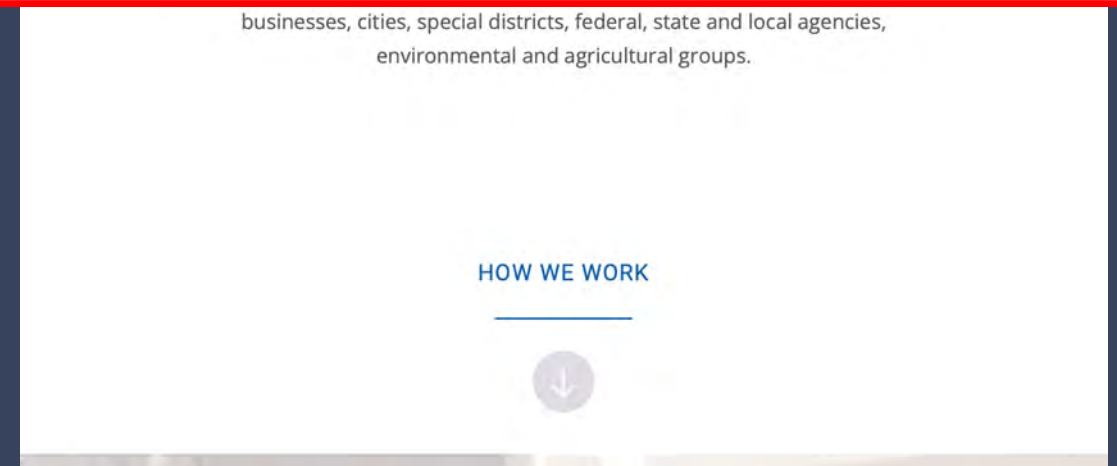 businesses, cities, special districts, federal, state and local agencies,
environmental and agricultural groups.
HOW WE WORK